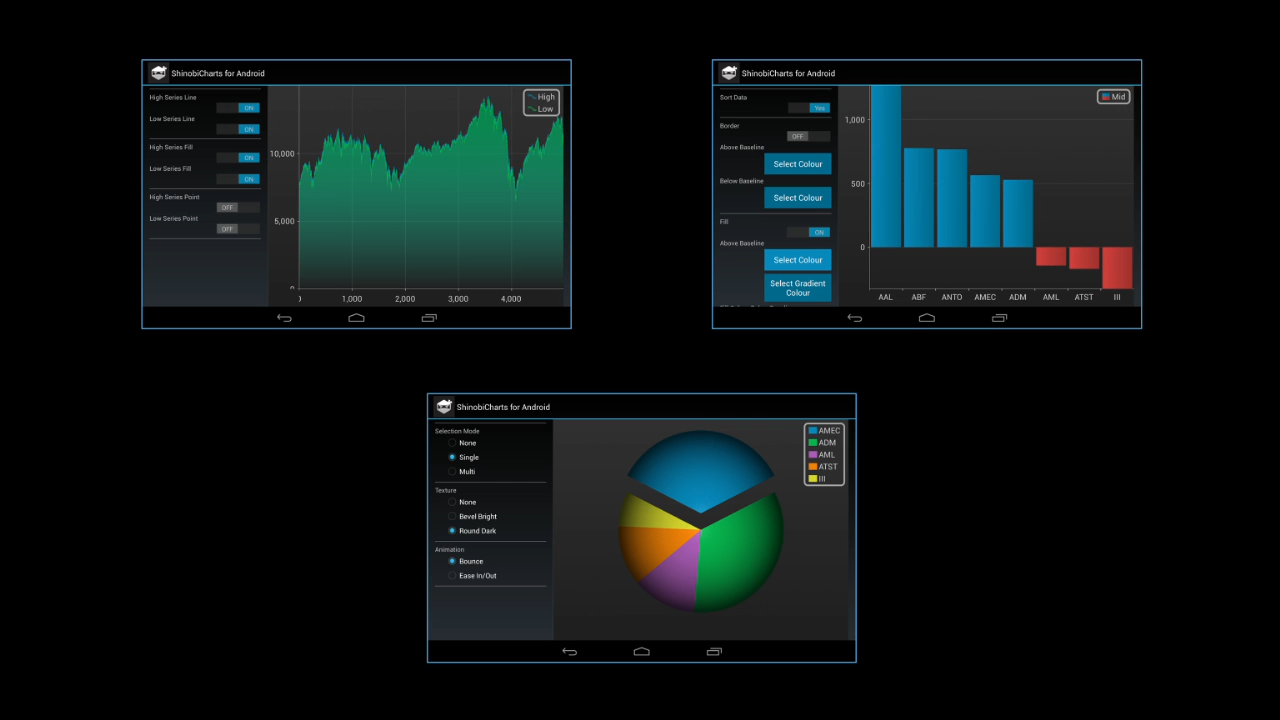 ShinobiCharts for Android
High Series Line
ON
Low Series Line
ON
High Series Fill
ON
Low Series Fill
ON
High Series Point
OFF
Low Series Point
OFF
High
Low
10,000
5,000
0
1,000
2,000
3,000
4,000
ShinobiCharts for Android
Sort Data
Yes
Border
OFF
Above Baseline
Select Colour
Below Baseline
Select Colour
Fill
ON
Above Baseline
Select Colour
Select Gradient
Colour
Mid
1,000
500
0
AAL
ABF
ANTO
AMEC
ADM
AML
ATST
III
ShinobiCharts for Android
Selection Mode
None
Single
Multi
Texture
None
Bevel Bright
Round Dark
Animation
Bounce
Ease In/Out
AMEC
ADM
AML
ATST
III